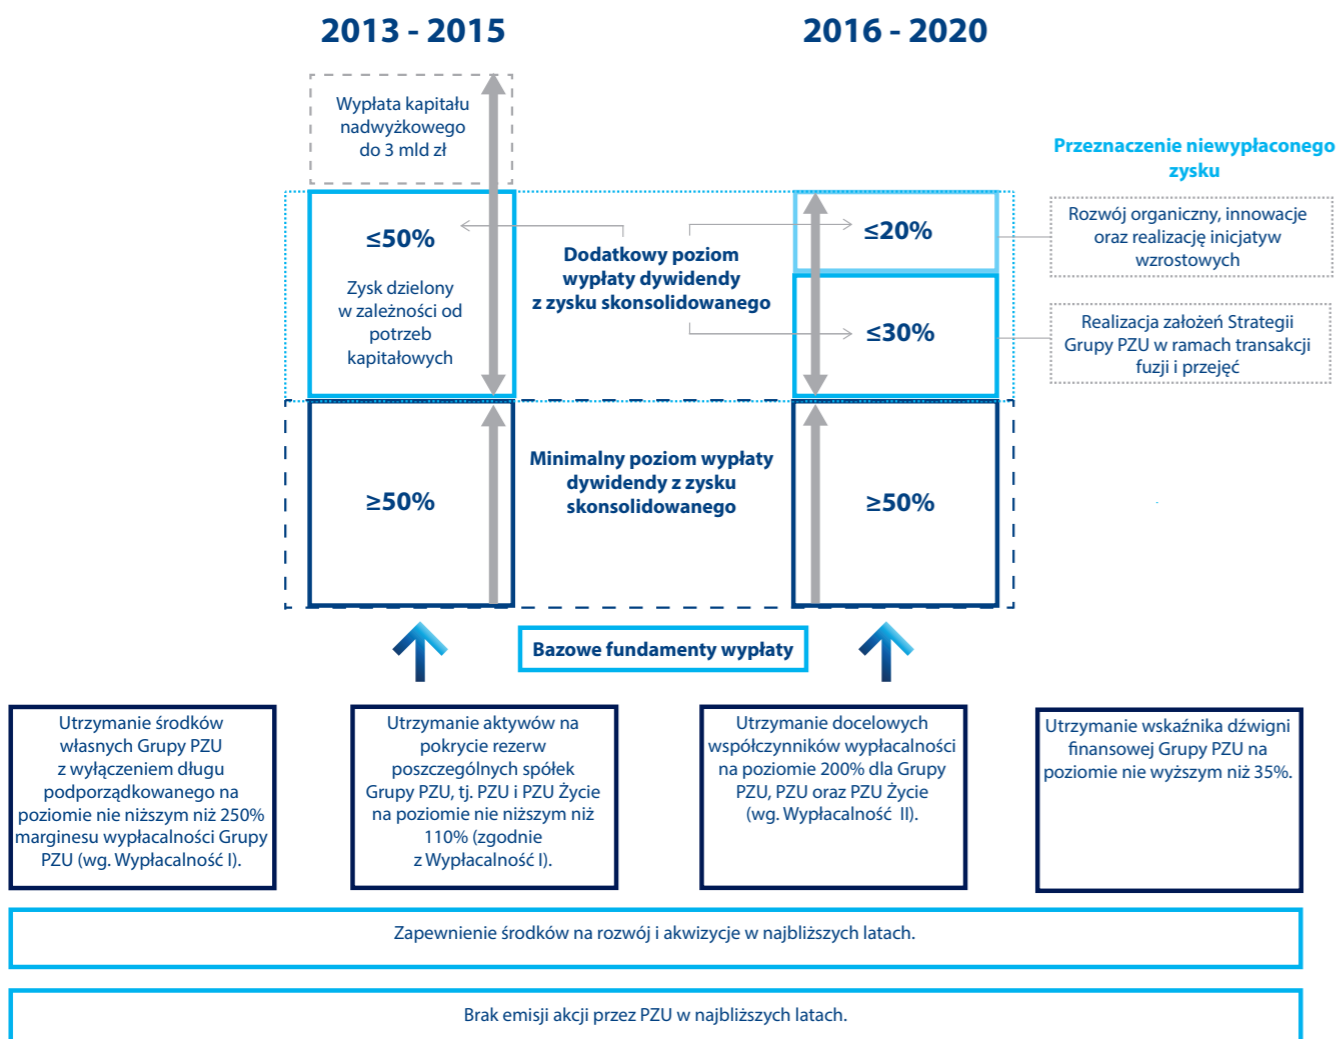 2013 - 2015
2016 - 2020
Wypłata kapitału
nadwyżkowego
do 3 mld zł
Przeznaczenie niewypłaconego
zysku
≤50%
Zysk dzielony
w zależności od
potrzeb
kapitałowych
Dodatkowy poziom
wypłaty dywidendy
z zysku skonsolidowanego
≤20%
≤30%
Rozwój organiczny, innowacje
oraz realizację inicjatyw
wzrostowych
Realizacja założeń Strategii
Grupy PZU w ramach transakcji
fuzji i przejęć
≥50%
Minimalny poziom wypłaty
dywidendy z zysku
skonsolidowanego
≥50%
Bazowe fundamenty wypłaty
Utrzymanie środków
własnych Grupy PZU
z wyłączeniem długu
podporządkowanego na
poziomie nie niższym niż 250%
marginesu wypłacalności Grupy
PZU (wg. Wypłacalność I).
Utrzymanie aktywów na
pokrycie rezerw
poszczególnych spółek
Grupy PZU, tj. PZU i PZU Życie
na poziomie nie niższym niż
110% (zgodnie
z Wypłacalność I).
Utrzymanie docelowych
współczynników wypłacalności
na poziomie 200% dla Grupy
PZU, PZU oraz PZU Życie
(wg. Wypłacalność II).
Utrzymanie wskaźnika dźwigni
finansowej Grupy PZU na
poziomie nie wyższym niż 35%.
Zapewnienie środków na rozwój i akwizycje w najbliższych latach.
Brak emisji akcji przez PZU w najbliższych latach.